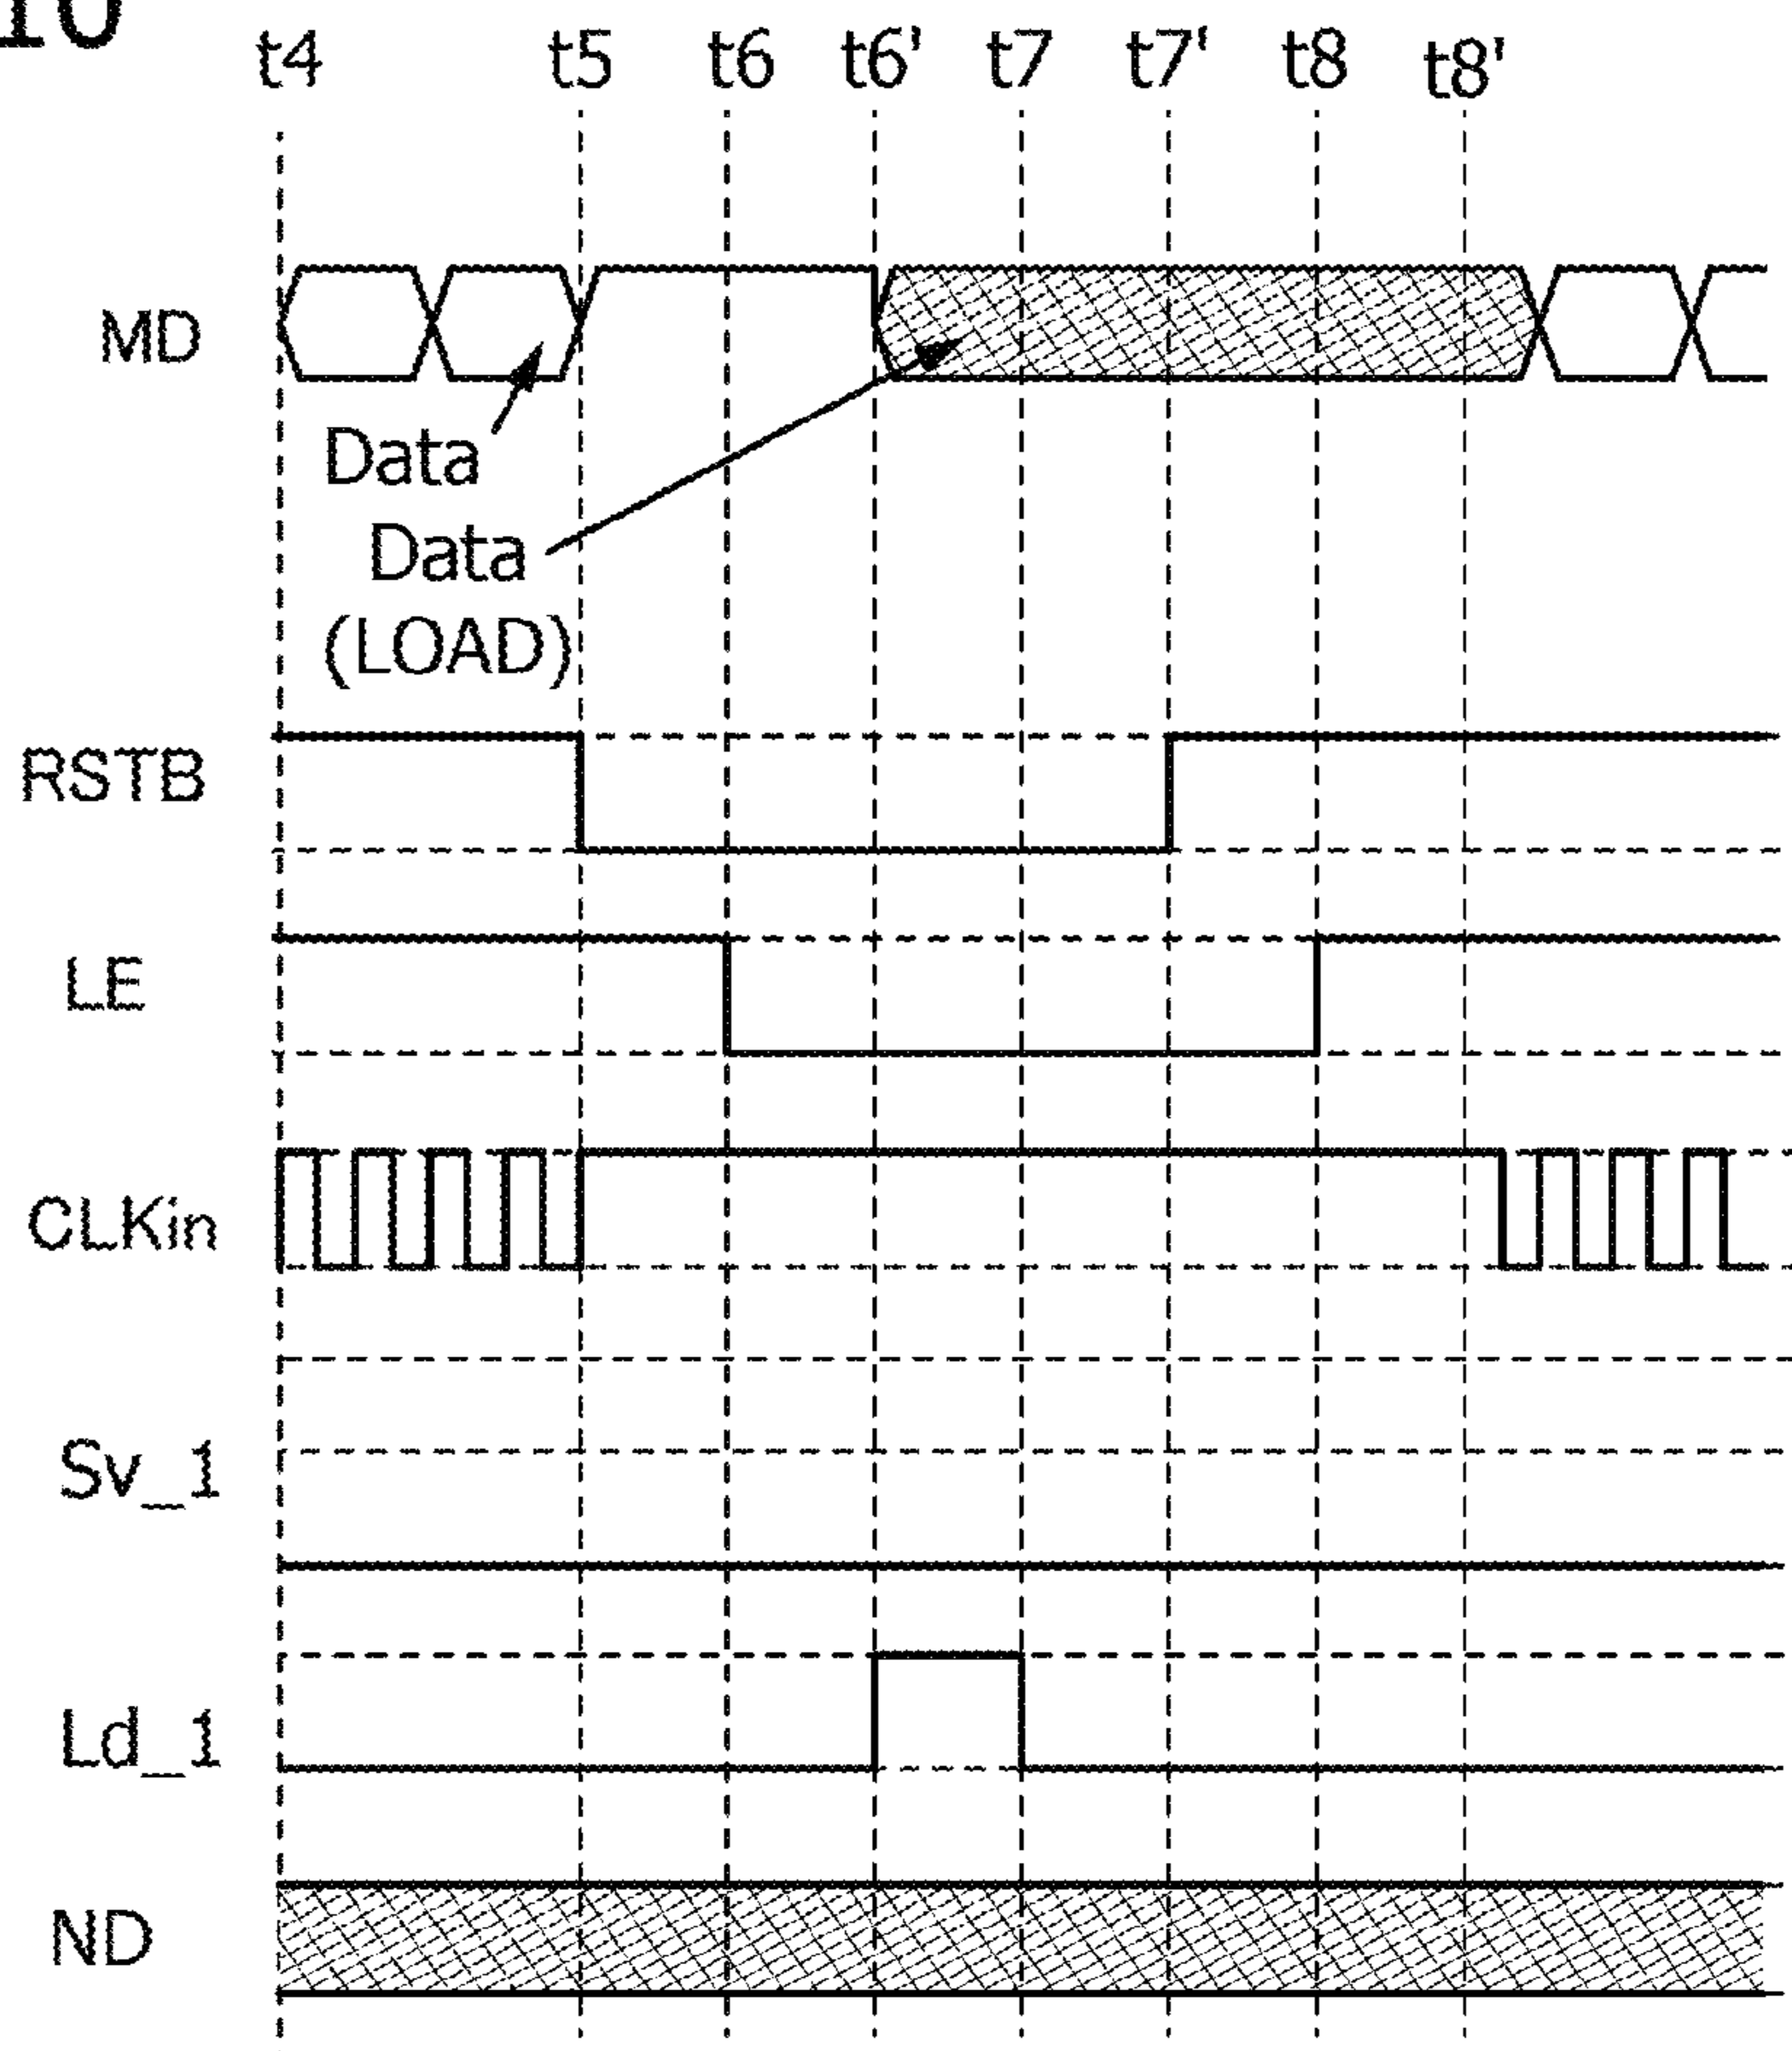 10
t4 t5 t6 t6' t7 t7' t8 t8'
MD
Data
Data
(LOAD)
RSTB
LE
CLKin
Sv_1
Ld_1
ND